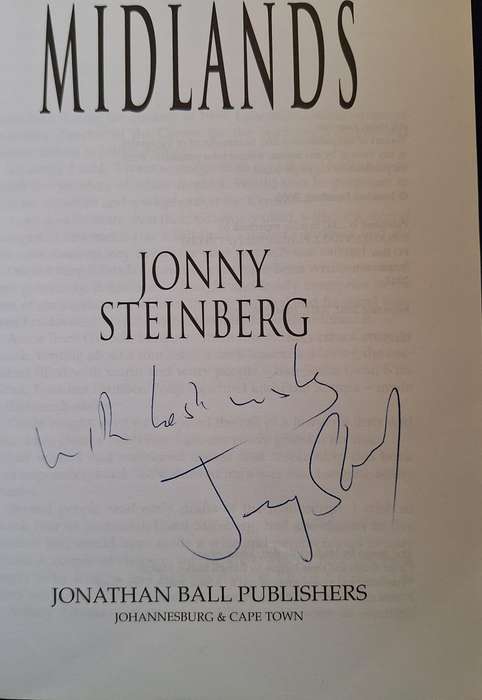 MIDLANDS
JONNY
STEINBERG
With best wishes
JONATHAN BALL PUBLISHERS
JOHANNESBURG & CAPE TOWN